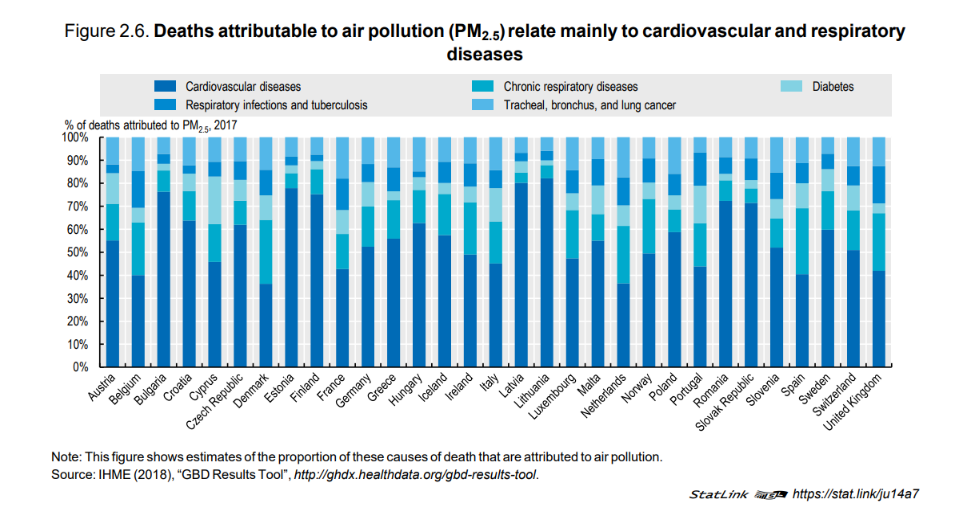 Figure 2.6. Deaths attributable to air pollution (PM2.5) relate mainly to cardiovascular and respiratory
diseases
Cardiovascular diseases
Chronic respiratory diseases
Diabetes
Respiratory infections and tuberculosis
Tracheal, bronchus, and lung cancer
% of deaths attributed to PM2.5, 2017
100%
90%
80%
70%
60%
50%
40%
30%
20%
10%
0%
Austria
Belgium
Bulgaria
Croatia
Cyprus
Czech Republic
Denmark
Estonia
Finland
France
Germany
Greece
Hungary
Iceland
Ireland
Italy
Latvia
Lithuania
Luxembourg
Malta
Netherlands
Norway
Poland
Portugal
Romania
Slovak Republic
Slovenia
Spain
Sweden
Switzerland
United Kingdom
Note: This figure shows estimates of the proportion of these causes of death that are attributed to air pollution.
Source: IHME (2018), “GBD Results Tool”, http://ghdx.healthdata.org/gbd-results-tool.
StatLink https://stat.link/ju14a7